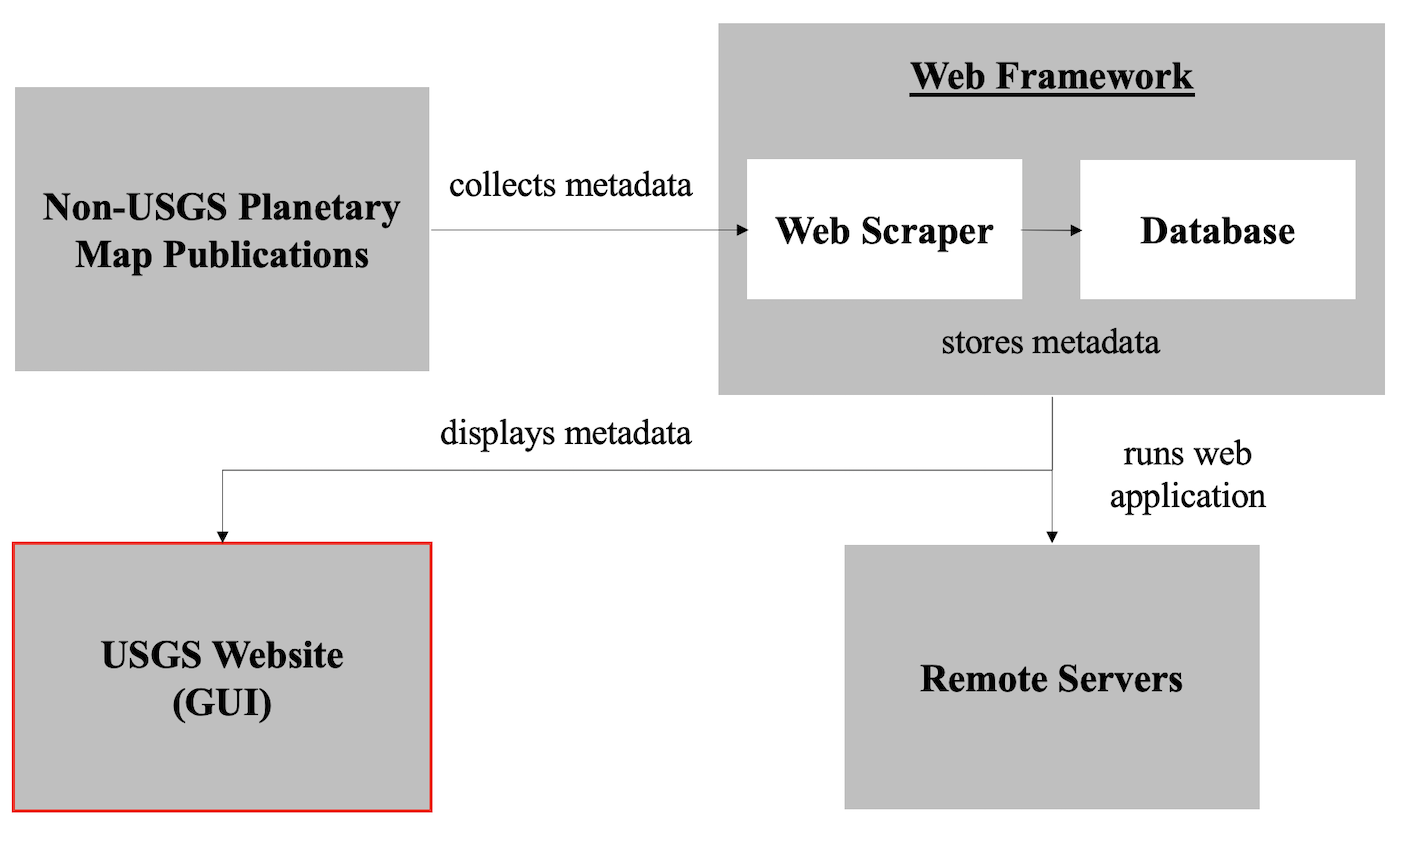 Web Framework
Non-USGS Planetary
Map Publications
collects metadata
Web Scraper
Database
stores metadata
displays metadata
runs web
application
USGS Website
(GUI)
Remote Servers